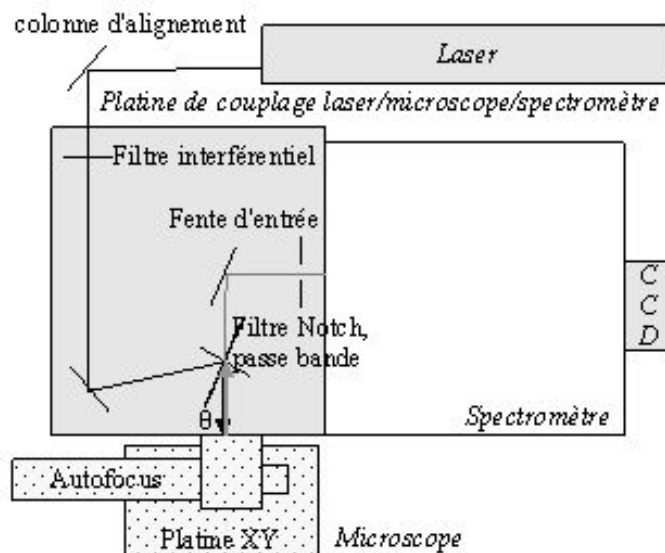 colonne d'alignement
Laser
Platine de couplage laser/microscope/spectromètre
Filtre interférentiel
Fente d'entrée
C
C
D
Filtre Notch,
passe bande
θ
Spectromètre
Autofocus
Platine XY
Microscope